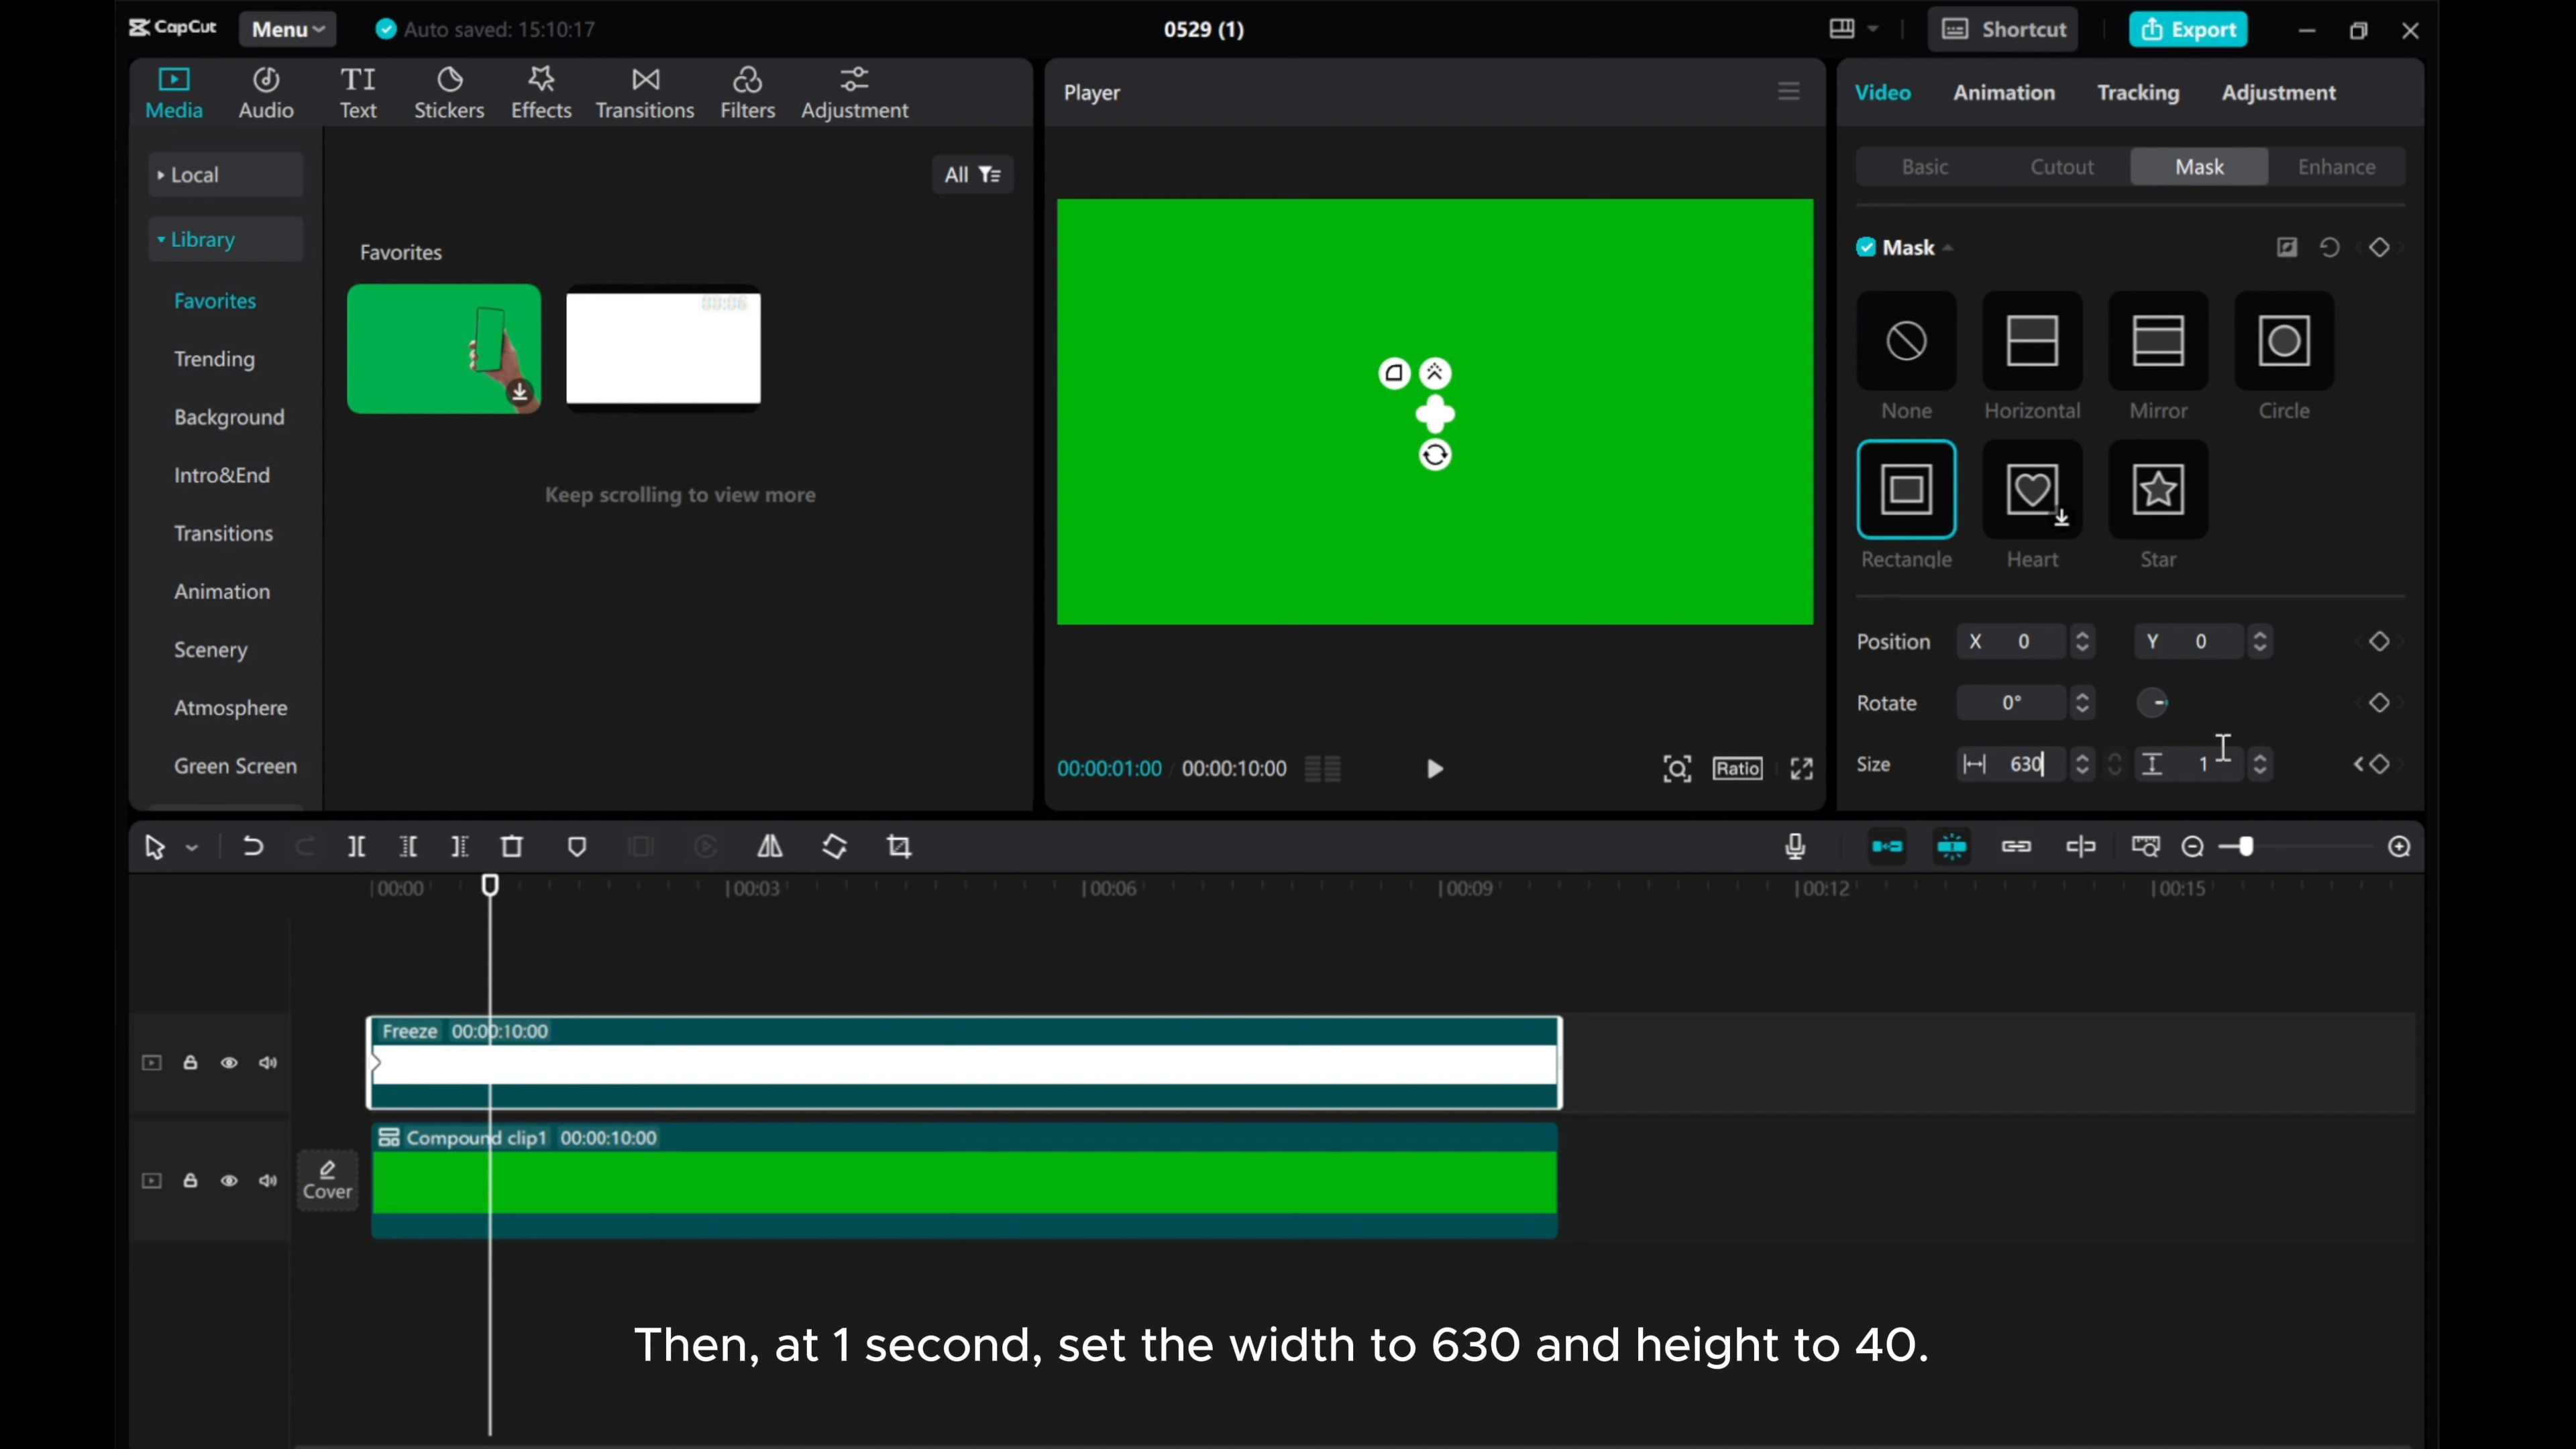 CapCut
Menu
Auto saved: 15:10:17
0529 (1)
Shortcut
Export
Media
Audio
TI
Text
Stickers
Effects
Transitions
Filters
Adjustment
Local
Library
Favorites
Trending
Background
Intro&End
Transitions
Animation
Scenery
Atmosphere
Green Screen
All
Favorites
00:06
Keep scrolling to view more
Player
00:00:01:00 / 00:00:10:00
Ratio
Video
Animation
Tracking
Adjustment
Basic
Cutout
Mask
Enhance
Mask
None
Horizontal
Mirror
Circle
Rectangle
Heart
Star
Position X 0 Y 0
Rotate 0°
Size 630 1
00:00
00:03
00:06
00:09
00:12
00:15
Freeze 00:00:10:00
Compound clip1 00:00:10:00
Cover
Then, at 1 second, set the width to 630 and height to 40.